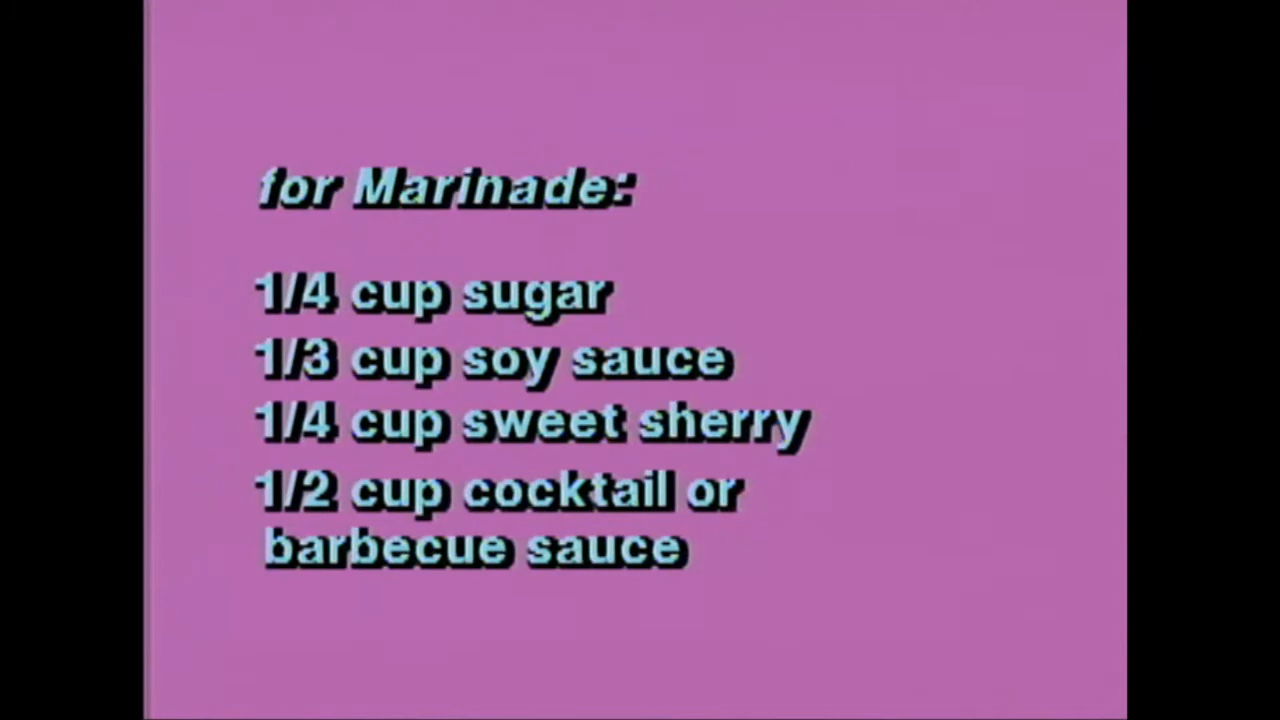 for Marinade:
1/4 cup sugar
1/3 cup soy sauce
1/4 cup sweet sherry
1/2 cup cocktail or
barbecue sauce